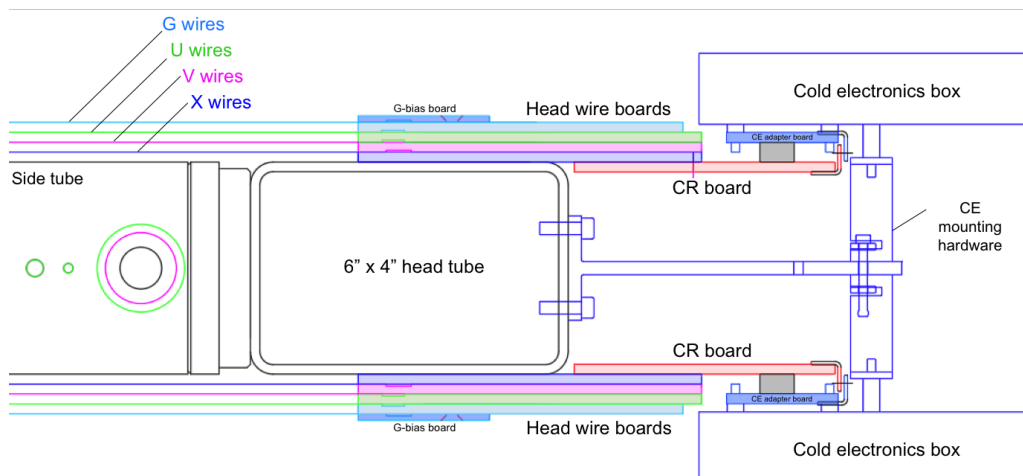 G wires
U wires
V wires
X wires
G-bias board
Head wire boards
Cold electronics box
CE adapter board
Side tube
CR board
CE
mounting
hardware
6” x 4” head tube
CR board
CE adapter board
G-bias board
Head wire boards
Cold electronics box